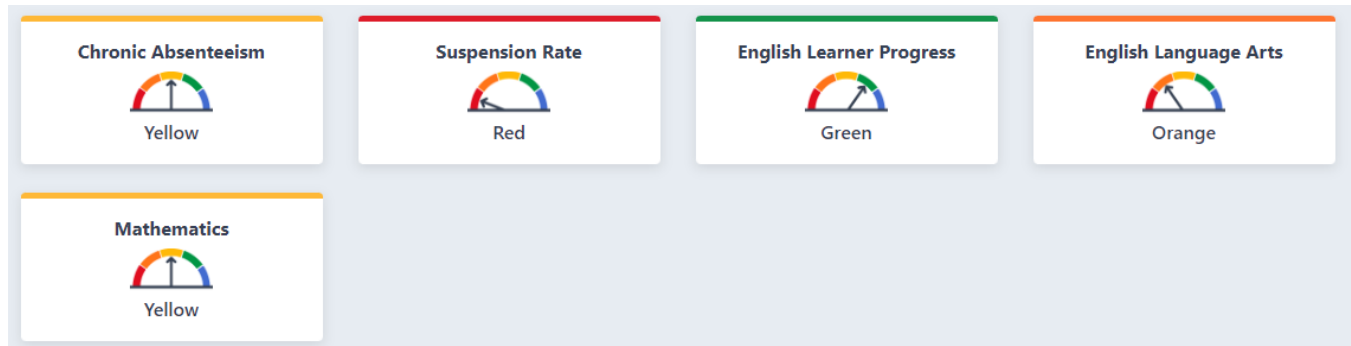 Chronic Absenteeism
Yellow
Suspension Rate
Red
English Learner Progress
Green
English Language Arts
Orange
Mathematics
Yellow